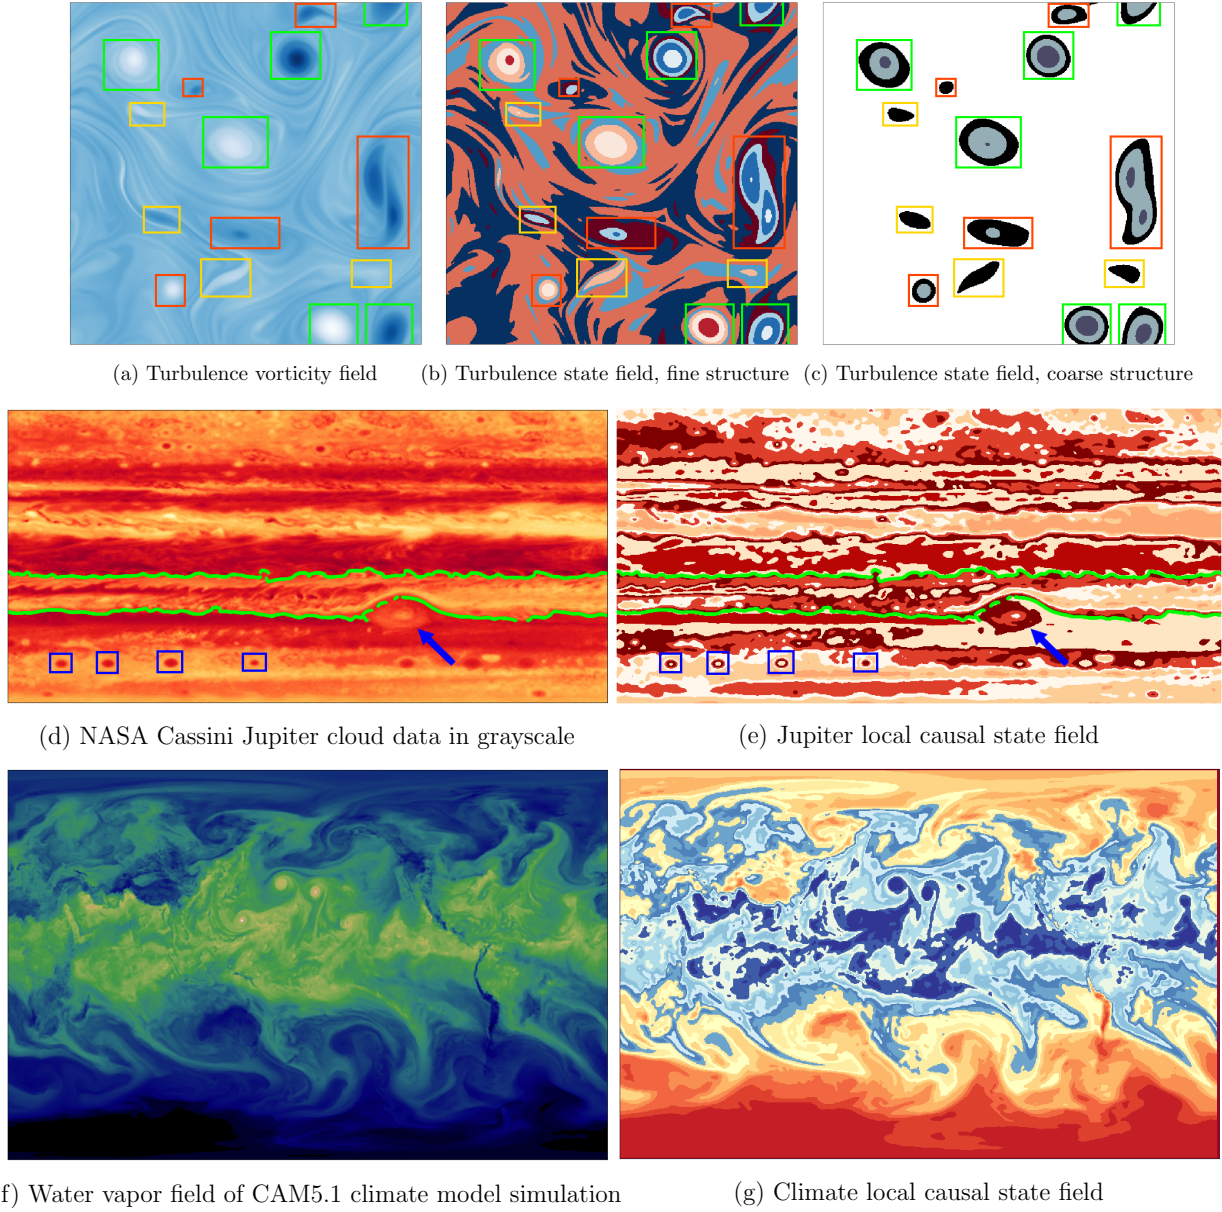 (a) Turbulence vorticity field
(b) Turbulence state field, fine structure
(c) Turbulence state field, coarse structure
(d) NASA Cassini Jupiter cloud data in grayscale
(e) Jupiter local causal state field
f) Water vapor field of CAM5.1 climate model simulation
(g) Climate local causal state field